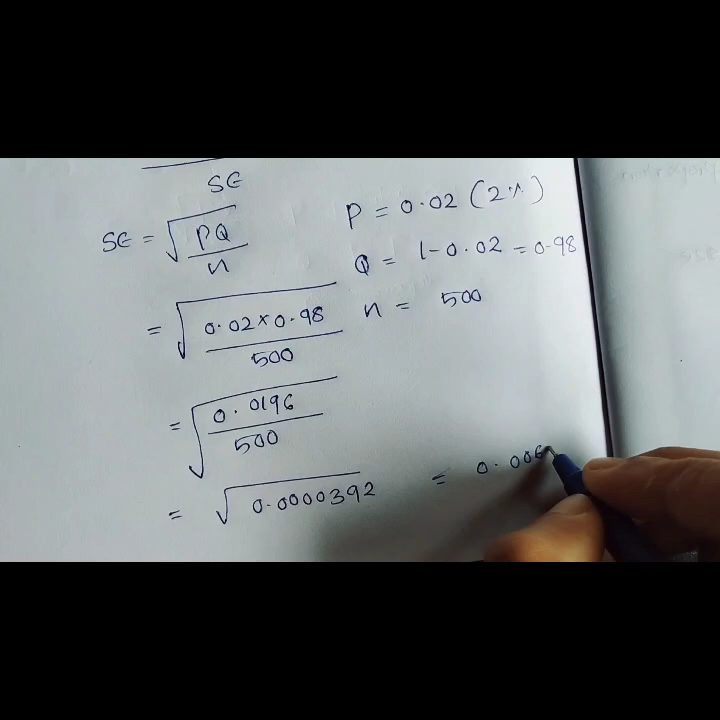 SE
SE = √PQ/n
P = 0.02 (2%)
Q = 1-0.02 = 0.98
n = 500
= √0.02×0.98/500
= √0.0196/500
= √0.0000392 = 0.006